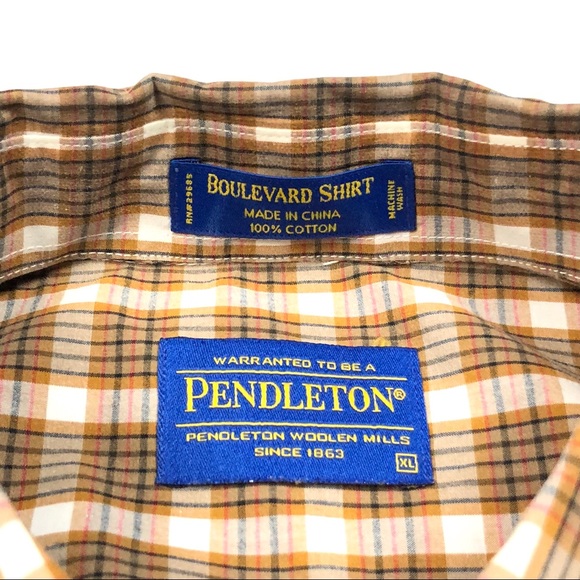 RN#29685
BOULEVARD SHIRT
MADE IN CHINA
100% COTTON
MACHINE
WASH
WARRANTED TO BE A
PENDLETON®
PENDLETON WOOLEN MILLS
SINCE 1863
XL